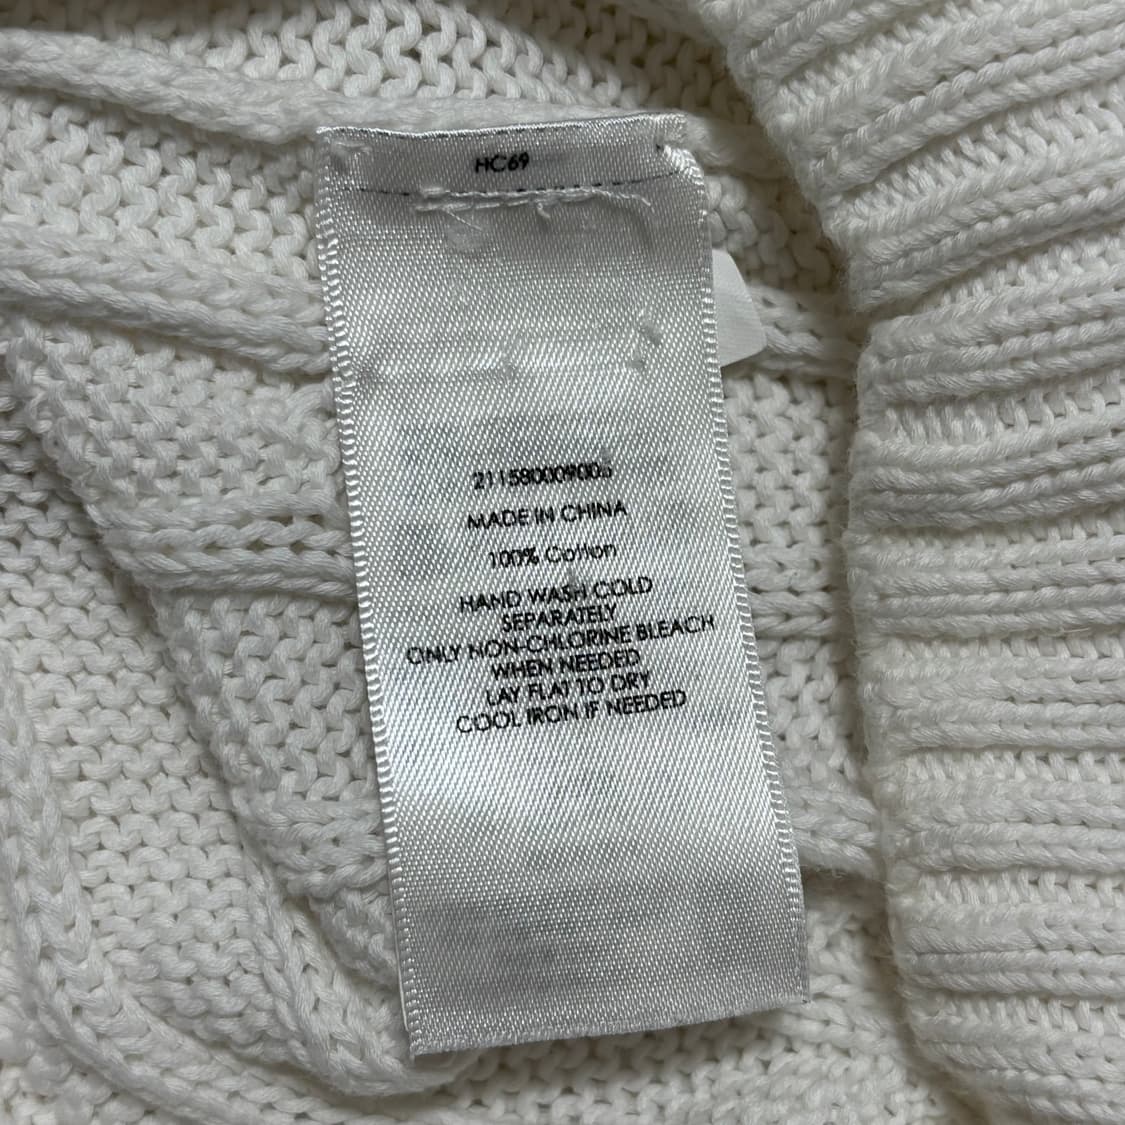 HC69
211580009005
MADE IN CHINA
100% Cotton
HAND WASH COLD
SEPARATELY
ONLY NON-CHLORINE BLEACH
WHEN NEEDED
LAY FLAT TO DRY
COOL IRON IF NEEDED